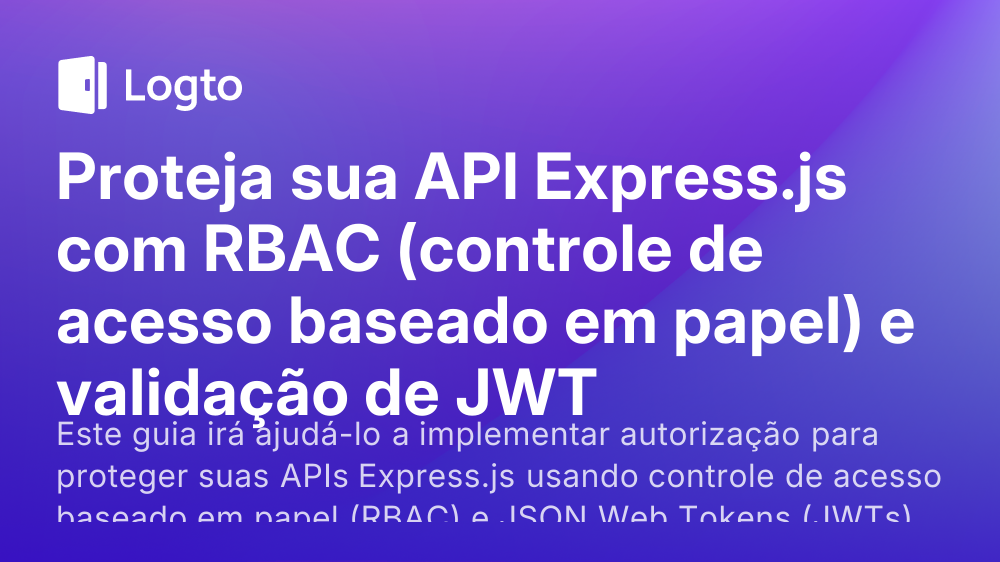 Logto
Proteja sua API Express.js
com RBAC (controle de
acesso baseado em papel) e
validação de JWT
Este guia irá ajudá-lo a implementar autorização para
proteger suas APIs Express.js usando controle de acesso
baseado em papel (RBAC) e JSON Web Tokens (JWTs)